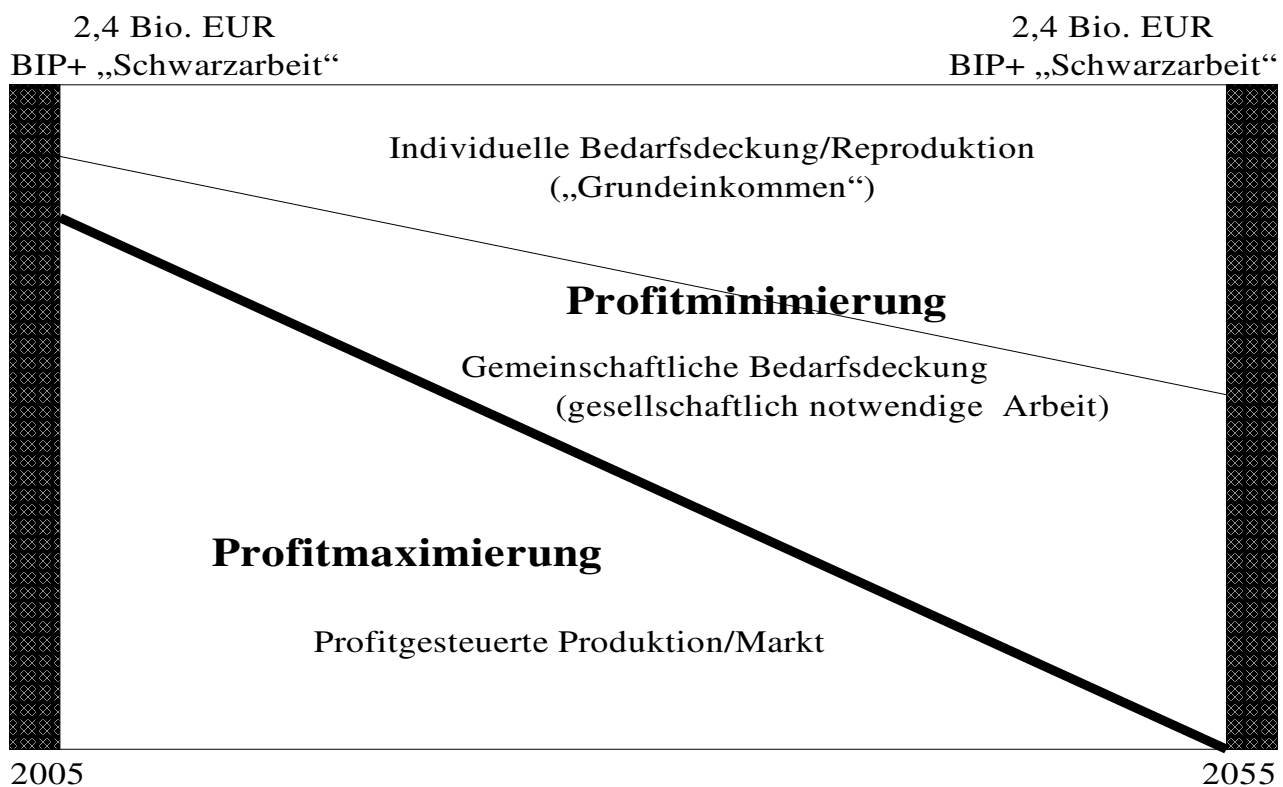 2,4 Bio. EUR
BIP+ „Schwarzarbeit“
2,4 Bio. EUR
BIP+ „Schwarzarbeit“
Individuelle Bedarfsdeckung/Reproduktion
(„Grundeinkommen“)
Profitminimierung
Gemeinschaftliche Bedarfsdeckung
(gesellschaftlich notwendige Arbeit)
Profitmaximierung
Profitgesteuerte Produktion/Markt
2005
2055